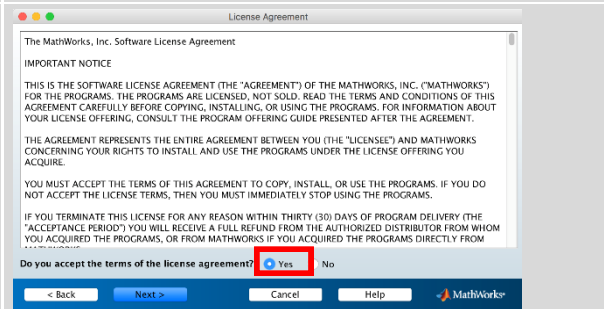 License Agreement
The MathWorks, Inc. Software License Agreement
IMPORTANT NOTICE
THIS IS THE SOFTWARE LICENSE AGREEMENT (THE "AGREEMENT") OF THE MATHWORKS, INC. ("MATHWORKS")
FOR THE PROGRAMS. THE PROGRAMS ARE LICENSED, NOT SOLD. READ THE TERMS AND CONDITIONS OF THIS
AGREEMENT CAREFULLY BEFORE COPYING, INSTALLING, OR USING THE PROGRAMS. FOR INFORMATION ABOUT
YOUR LICENSE OFFERING, CONSULT THE PROGRAM OFFERING GUIDE PRESENTED AFTER THE AGREEMENT.
THE AGREEMENT REPRESENTS THE ENTIRE AGREEMENT BETWEEN YOU (THE "LICENSEE") AND MATHWORKS
CONCERNING YOUR RIGHTS TO INSTALL AND USE THE PROGRAMS UNDER THE LICENSE OFFERING YOU
ACQUIRE.
YOU MUST ACCEPT THE TERMS OF THIS AGREEMENT TO COPY, INSTALL, OR USE THE PROGRAMS. IF YOU DO
NOT ACCEPT THE LICENSE TERMS, THEN YOU MUST IMMEDIATELY STOP USING THE PROGRAMS.
IF YOU TERMINATE THIS LICENSE FOR ANY REASON WITHIN THIRTY (30) DAYS OF PROGRAM DELIVERY (THE
"ACCEPTANCE PERIOD") YOU WILL RECEIVE A FULL REFUND FROM THE AUTHORIZED DISTRIBUTOR FROM WHOM
YOU ACQUIRED THE PROGRAMS, OR FROM MATHWORKS IF YOU ACQUIRED THE PROGRAMS DIRECTLY FROM
Do you accept the terms of the license agreement? Yes No
< Back Next > Cancel Help MathWorks®